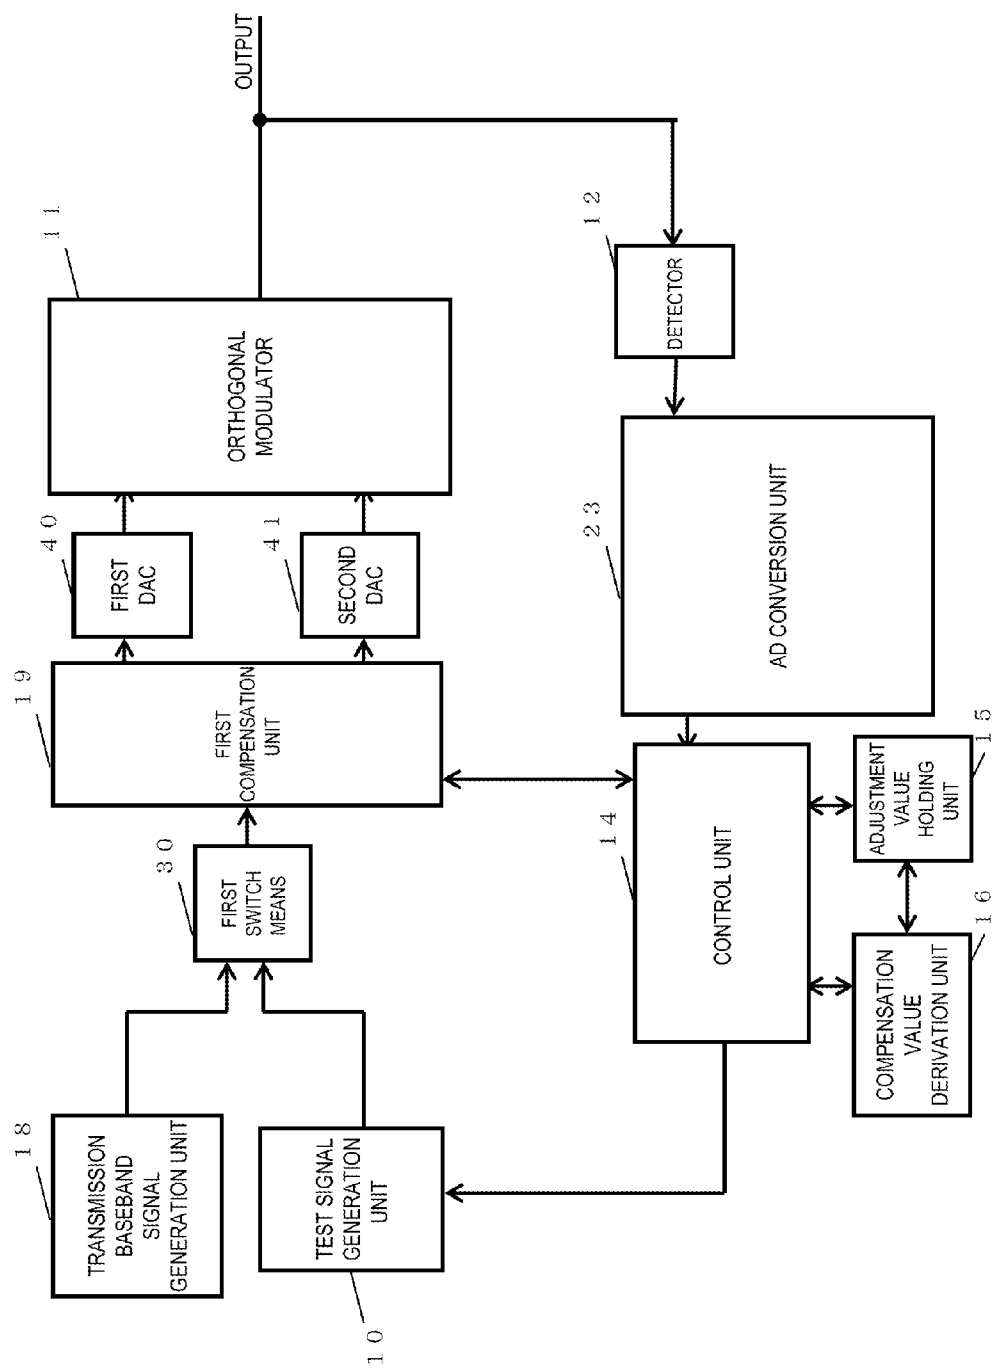 18
TRANSMISSION
BASEBAND
SIGNAL
GENERATION UNIT
10
TEST SIGNAL
GENERATION
UNIT
30
FIRST
SWITCH
MEANS
19
FIRST
COMPENSATION
UNIT
40
FIRST
DAC
41
SECOND
DAC
11
ORTHOGONAL
MODULATOR
OUTPUT
12
DETECTOR
23
AD CONVERSION UNIT
14
CONTROL UNIT
15
ADJUSTMENT
VALUE
HOLDING
UNIT
16
COMPENSATION
VALUE
DERIVATION UNIT